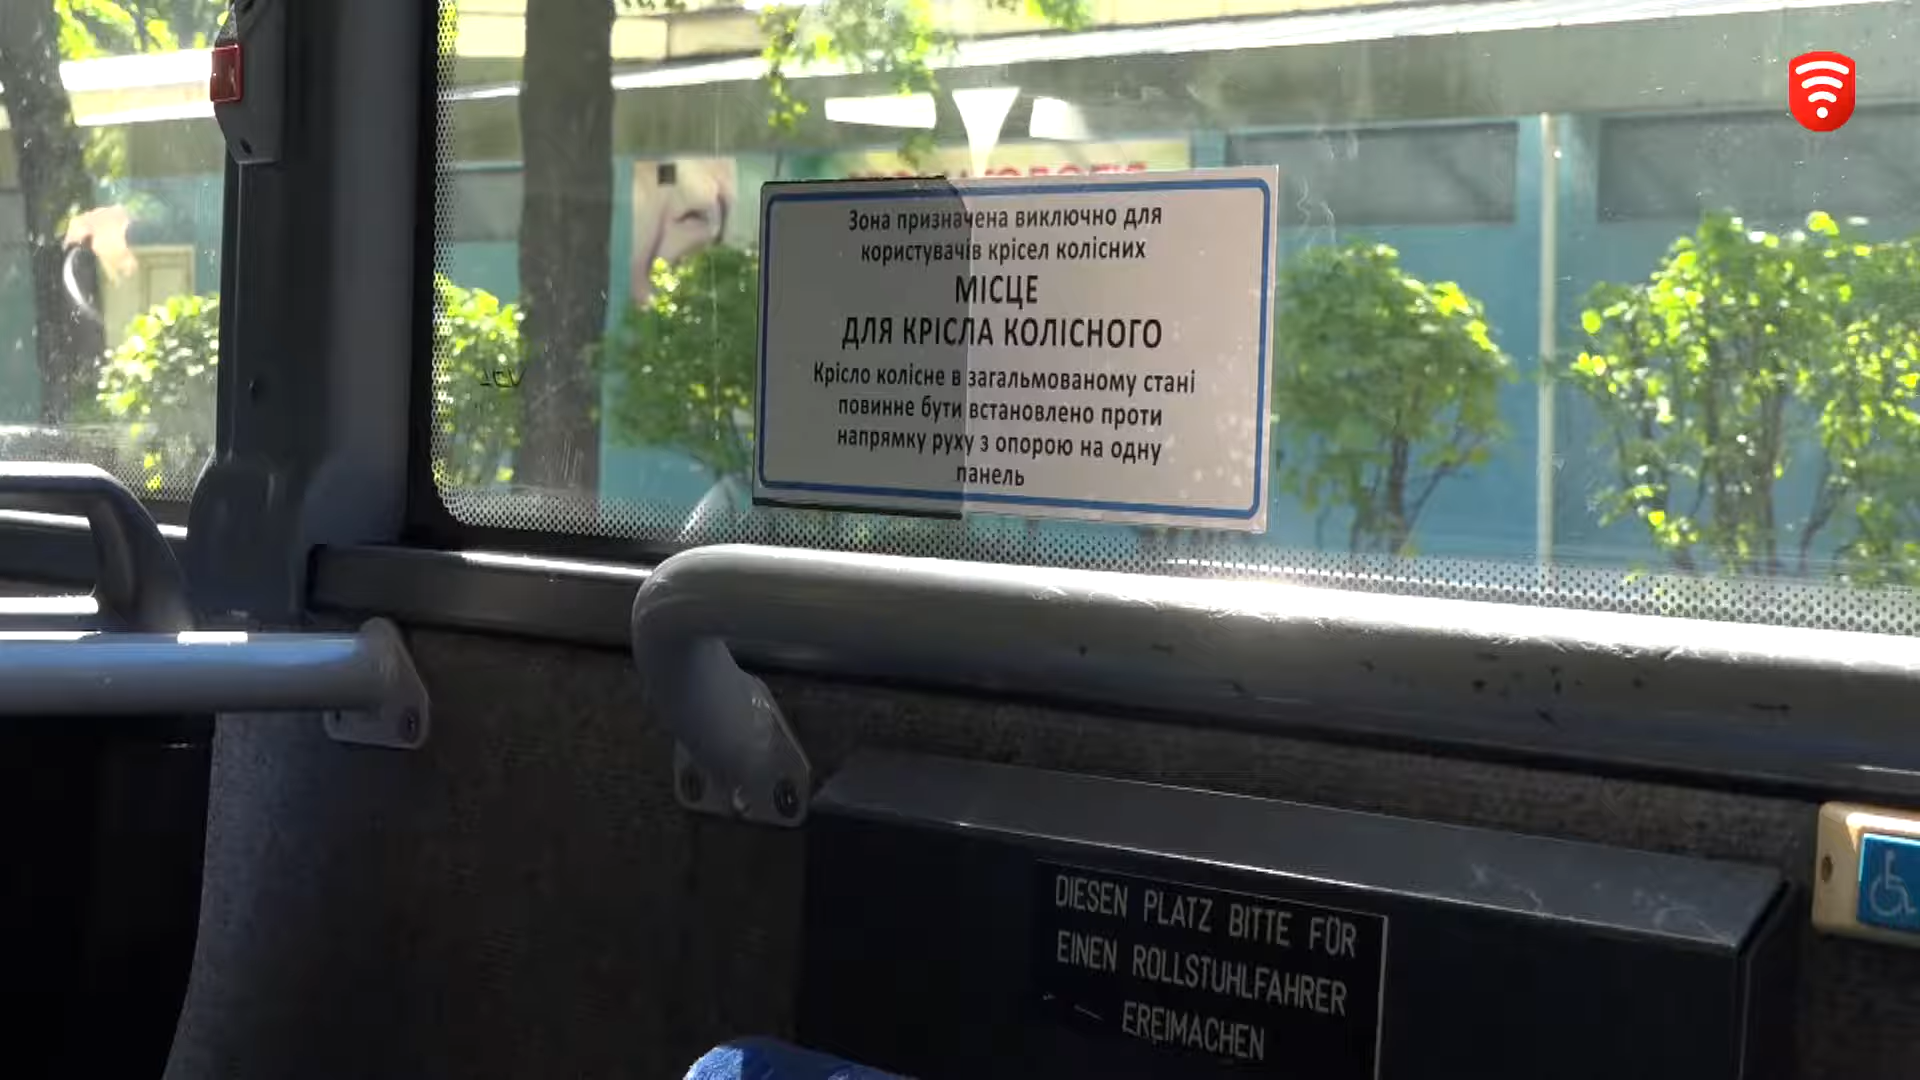 Зона призначена виключно для
користувачів крісел колісних
МІСЦЕ
ДЛЯ КРІСЛА КОЛІСНОГО
Крісло колісне в загальмованому стані
повинне бути встановлено проти
напрямку руху з опорою на одну
панель
DIESEN PLATZ BITTE FÜR
EINEN ROLLSTUHLFAHRER
EREIMACHEN